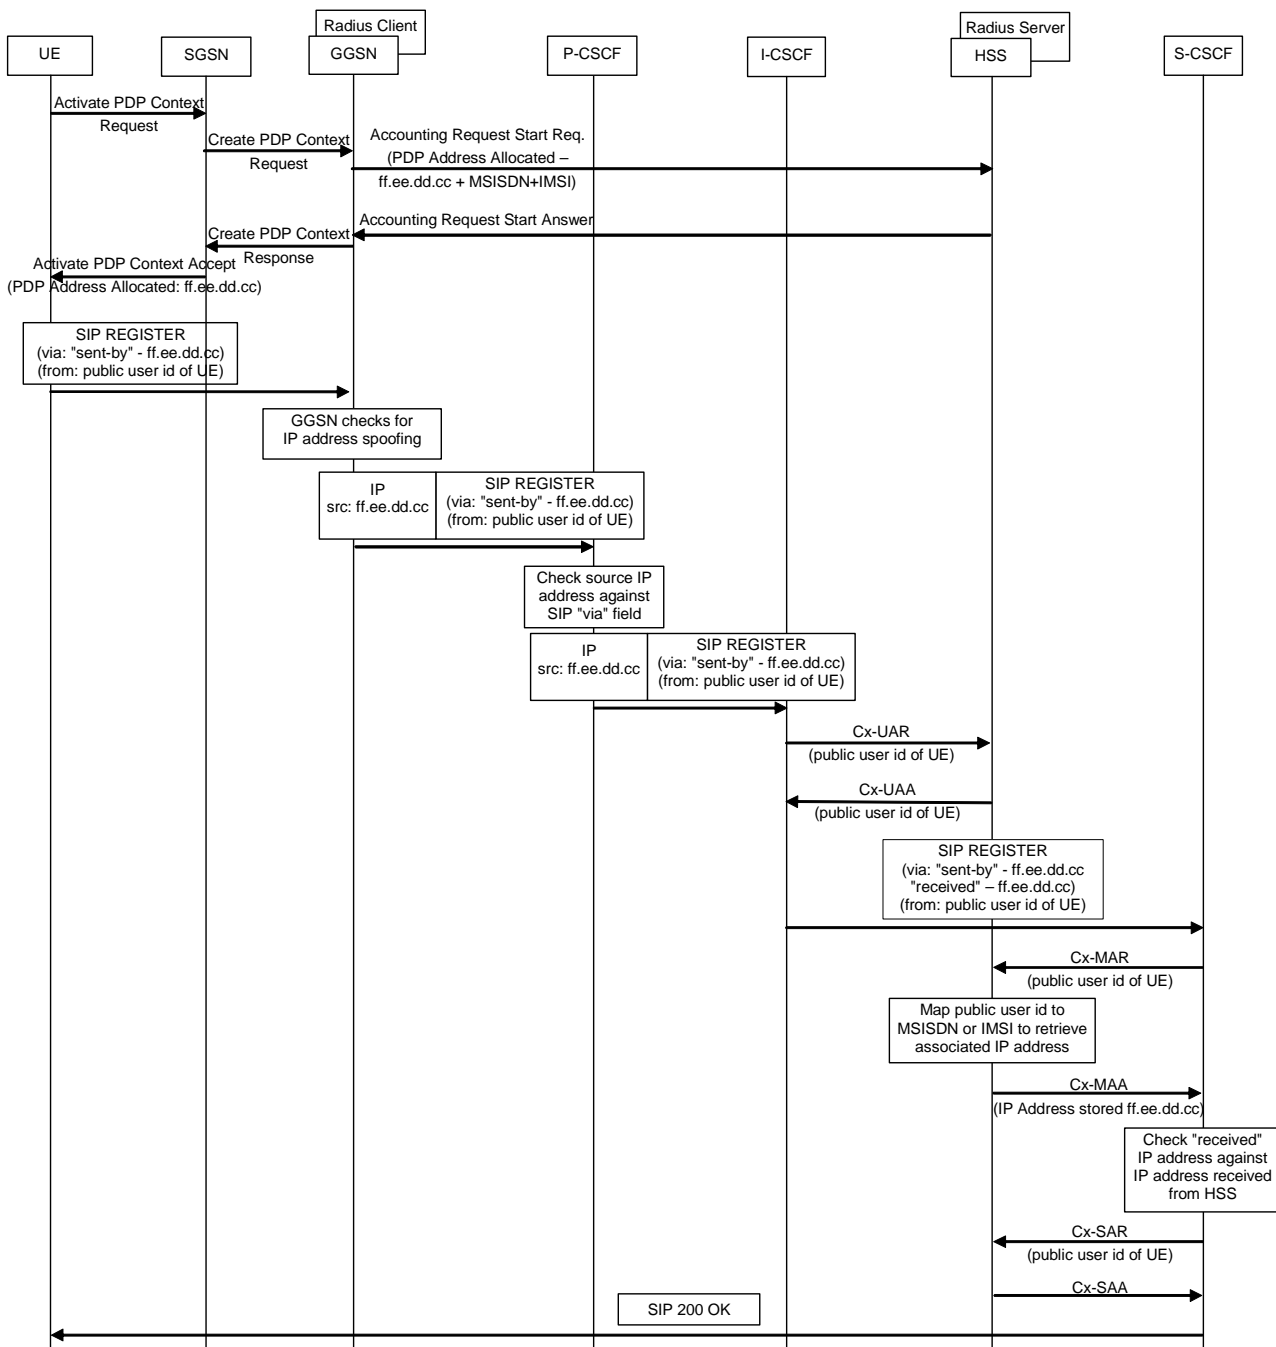 Radius Client
Radius Server
UE
SGSN
GGSN
P-CSCF
I-CSCF
HSS
S-CSCF
Activate PDP Context
Request
Create PDP Context
Request
Accounting Request Start Req.
(PDP Address Allocated –
ff.ee.dd.cc + MSISDN+IMSI)
Accounting Request Start Answer
Create PDP Context
Response
Activate PDP Context Accept
(PDP Address Allocated: ff.ee.dd.cc)
SIP REGISTER
(via: "sent-by" - ff.ee.dd.cc)
(from: public user id of UE)
GGSN checks for
IP address spoofing
IP
src: ff.ee.dd.cc
SIP REGISTER
(via: "sent-by" - ff.ee.dd.cc)
(from: public user id of UE)
Check source IP
address against
SIP "via" field
IP
src: ff.ee.dd.cc
SIP REGISTER
(via: "sent-by" - ff.ee.dd.cc)
(from: public user id of UE)
Cx-UAR
(public user id of UE)
Cx-UAA
(public user id of UE)
SIP REGISTER
(via: "sent-by" - ff.ee.dd.cc
"received" – ff.ee.dd.cc)
(from: public user id of UE)
Cx-MAR
(public user id of UE)
Map public user id to
MSISDN or IMSI to retrieve
associated IP address
Cx-MAA
(IP Address stored ff.ee.dd.cc)
Check "received"
IP address against
IP address received
from HSS
Cx-SAR
(public user id of UE)
Cx-SAA
SIP 200 OK